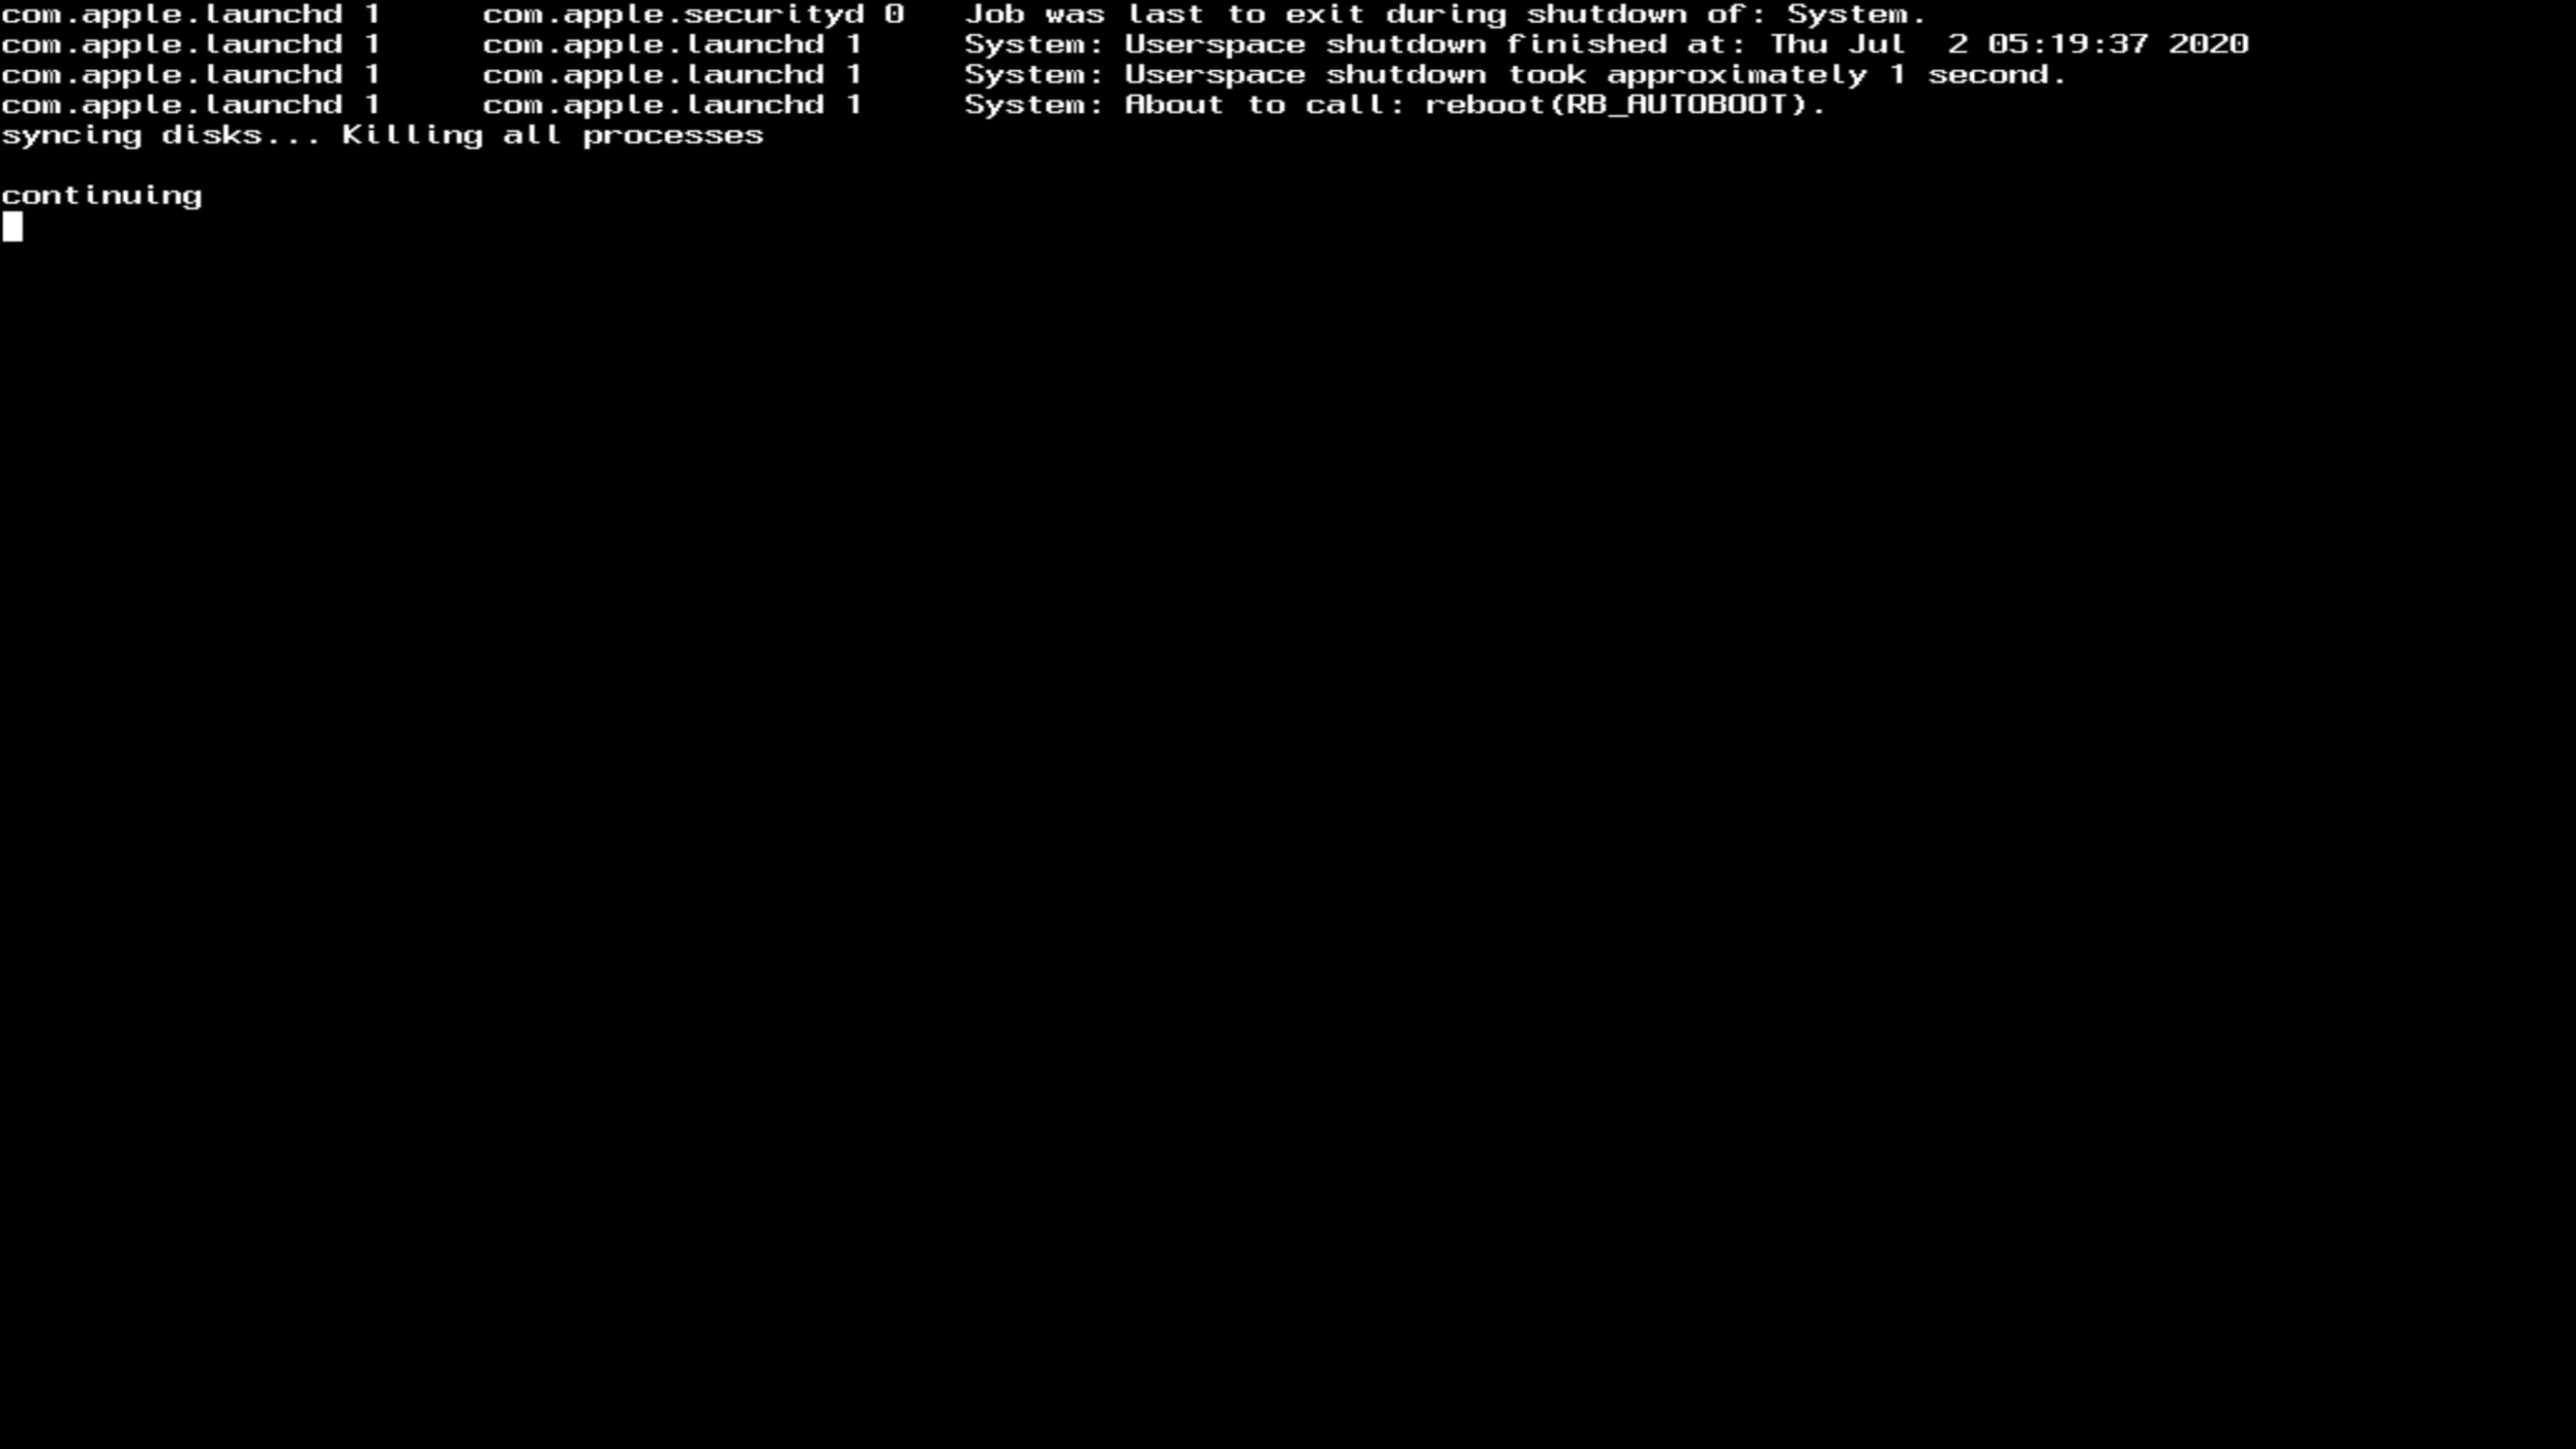 com.apple.launchd 1     com.apple.securityd 0   Job was last to exit during shutdown of: System.
com.apple.launchd 1     com.apple.launchd 1     System: Userspace shutdown finished at: Thu Jul  2 05:19:37 2020
com.apple.launchd 1     com.apple.launchd 1     System: Userspace shutdown took approximately 1 second.
com.apple.launchd 1     com.apple.launchd 1     System: About to call: reboot(RB_AUTOBOOT).
syncing disks... Killing all processes
continuing